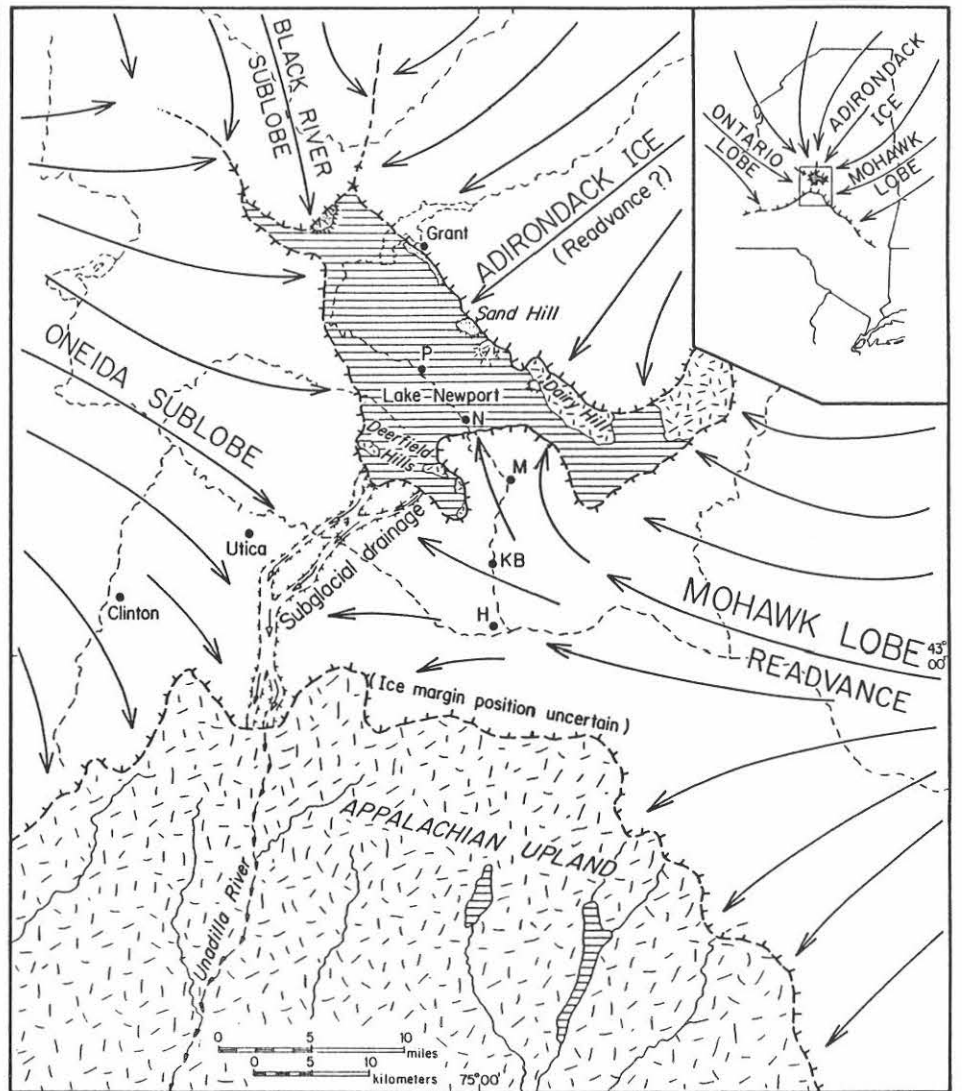 BLACK RIVER
SUBLOBE
ADIRONDACK ICE
(Readvance ?)
ONTARIO
LOBE
ADIRONDACK
ICE
MOHAWK
LOBE
Grant
Sand Hill
P
Lake Newport
N
Dairy Hill
Deerfield
Hills
M
ONEIDA
SUBLOBE
Utica
Subglacial drainage
KB
Clinton
H
MOHAWK LOBE
READVANCE
43°
00'
(Ice margin position uncertain)
APPALACHIAN UPLAND
Unadilla River
0 5 10
miles
0 5 10
kilometers
75°00'